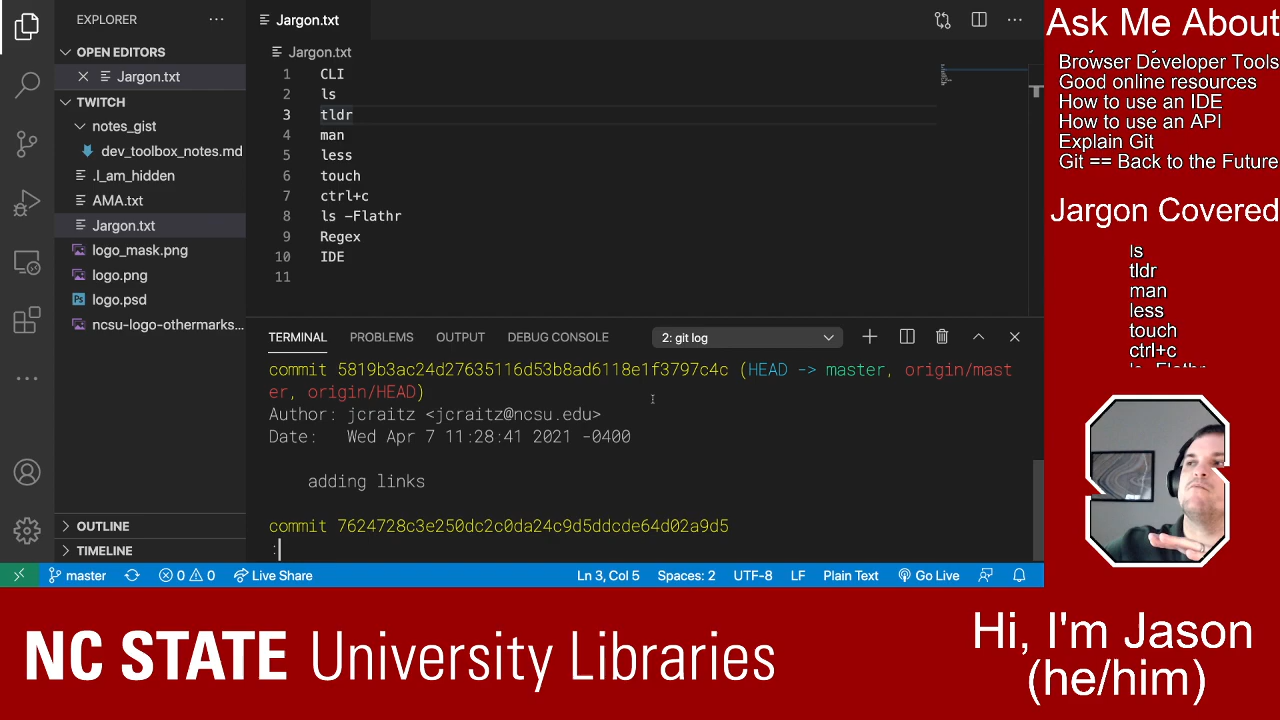 EXPLORER
OPEN EDITORS
Jargon.txt
TWITCH
notes_gist
dev_toolbox_notes.md
.I_am_hidden
AMA.txt
Jargon.txt
logo_mask.png
logo.png
Ps logo.psd
ncsu-logo-othermarks...
OUTLINE
TIMELINE
Jargon.txt
Jargon.txt
1 CLI
2 ls
3 tldr
4 man
5 less
6 touch
7 ctrl+c
8 ls -Flathr
9 Regex
10 IDE
11
TERMINAL PROBLEMS OUTPUT DEBUG CONSOLE 2: git log
commit 5819b3ac24d27635116d53b8ad6118e1f3797c4c (HEAD -> master, origin/mast
er, origin/HEAD)
Author: jcraitz <jcraitz@ncsu.edu>
Date: Wed Apr 7 11:28:41 2021 -0400
adding links
commit 7624728c3e250dc2c0da24c9d5ddcde64d02a9d5
:
master 0 0 Live Share Ln 3, Col 5 Spaces: 2 UTF-8 LF Plain Text Go Live
Ask Me About
Browser Developer Tools
Good online resources
How to use an IDE
How to use an API
Explain Git
Git == Back to the Future
Jargon Covered
ls
tldr
man
less
touch
ctrl+c
NC STATE University Libraries
Hi, I'm Jason
(he/him)